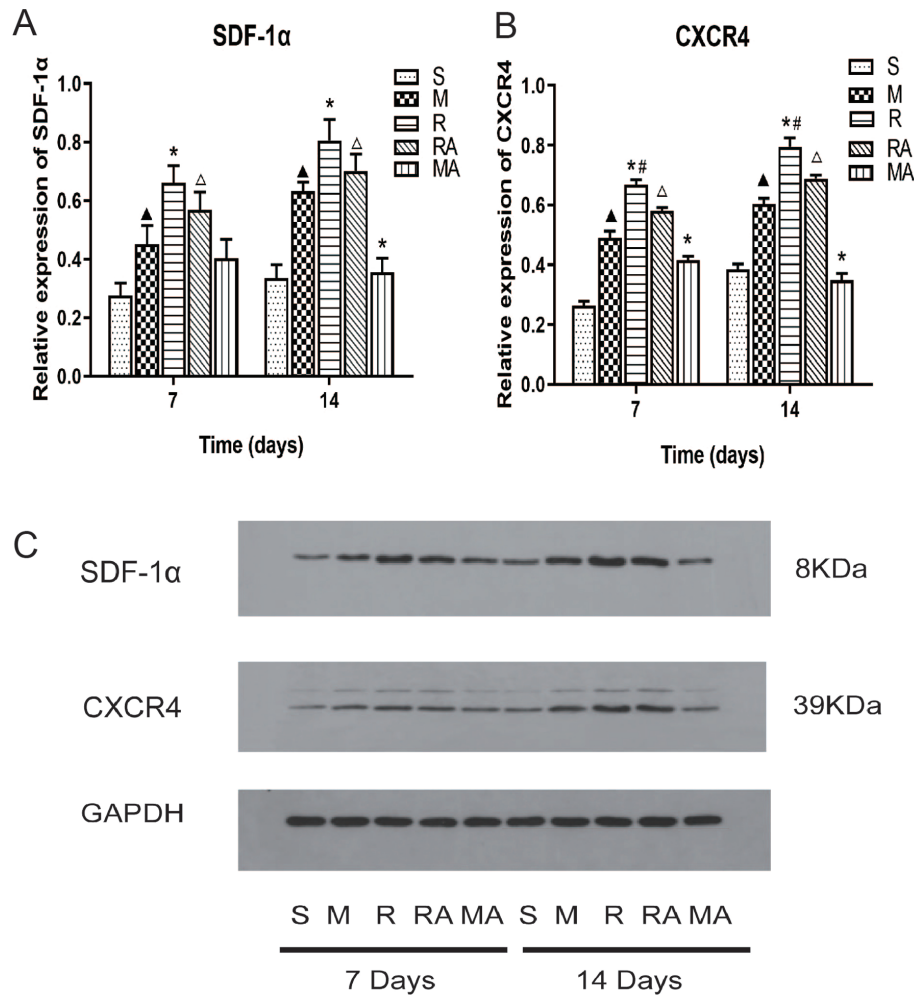 A
SDF-1α
Relative expression of SDF-1α
1.0
0.8
0.6
0.4
0.2
0.0
▲ * △ ▲ * △ *
S
M
R
RA
MA
7 14
Time (days)
B
CXCR4
Relative expression of CXCR4
1.0
0.8
0.6
0.4
0.2
0.0
▲ *# △ * ▲ *# △ *
S
M
R
RA
MA
7 14
Time (days)
C
SDF-1α 8KDa
CXCR4 39KDa
GAPDH
S M R RA MA S M R RA MA
7 Days 14 Days